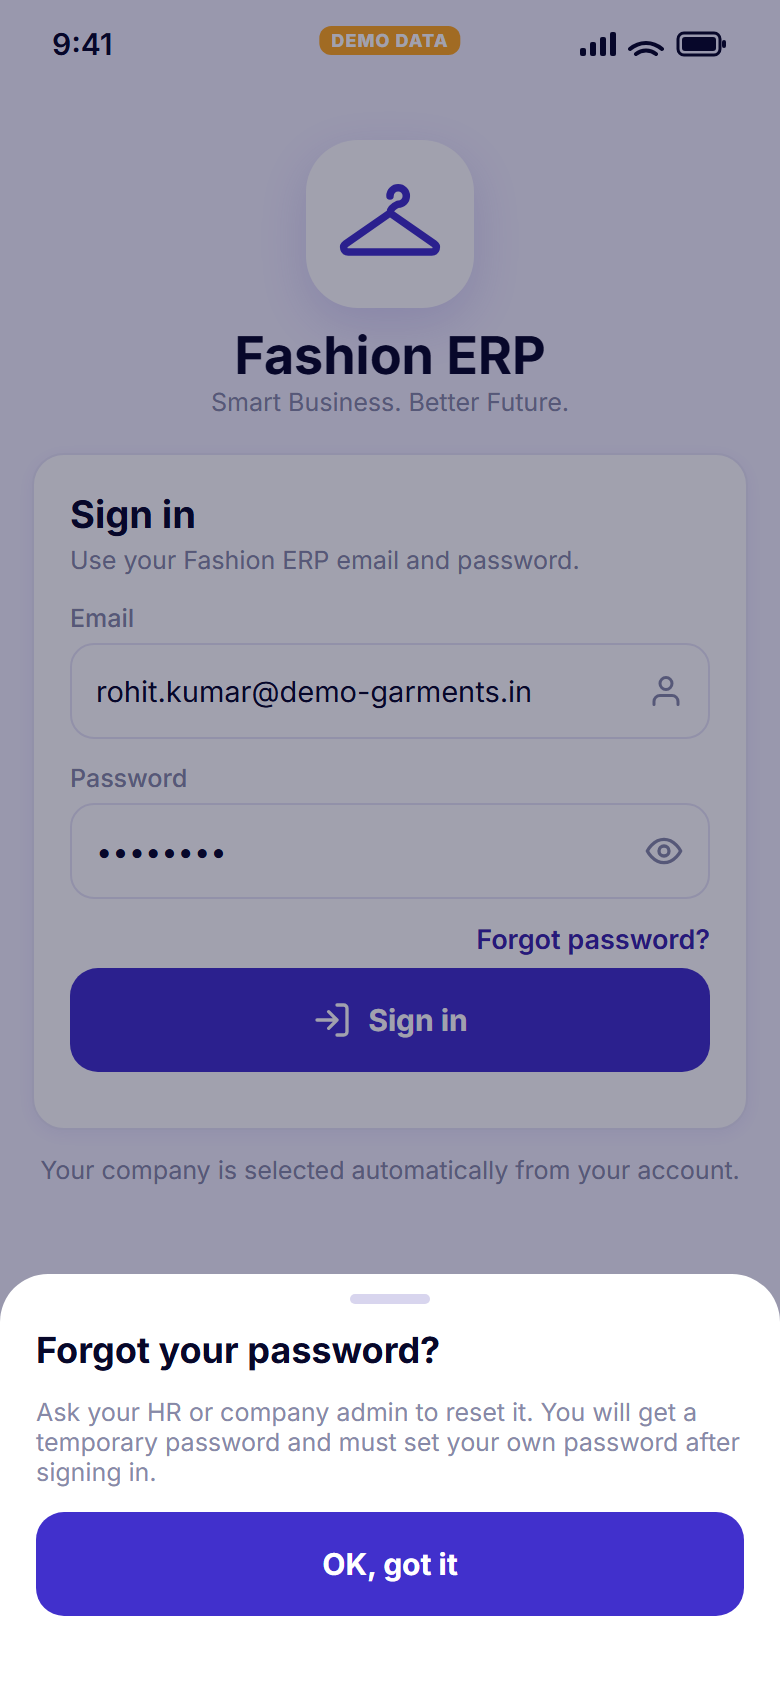 9:41
DEMO DATA
Fashion ERP
Smart Business. Better Future.
Sign in
Use your Fashion ERP email and password.
Email
rohit.kumar@demo-garments.in
Password
••••••••
Forgot password?
Sign in
Your company is selected automatically from your account.
Forgot your password?
Ask your HR or company admin to reset it. You will get a
temporary password and must set your own password after
signing in.
OK, got it